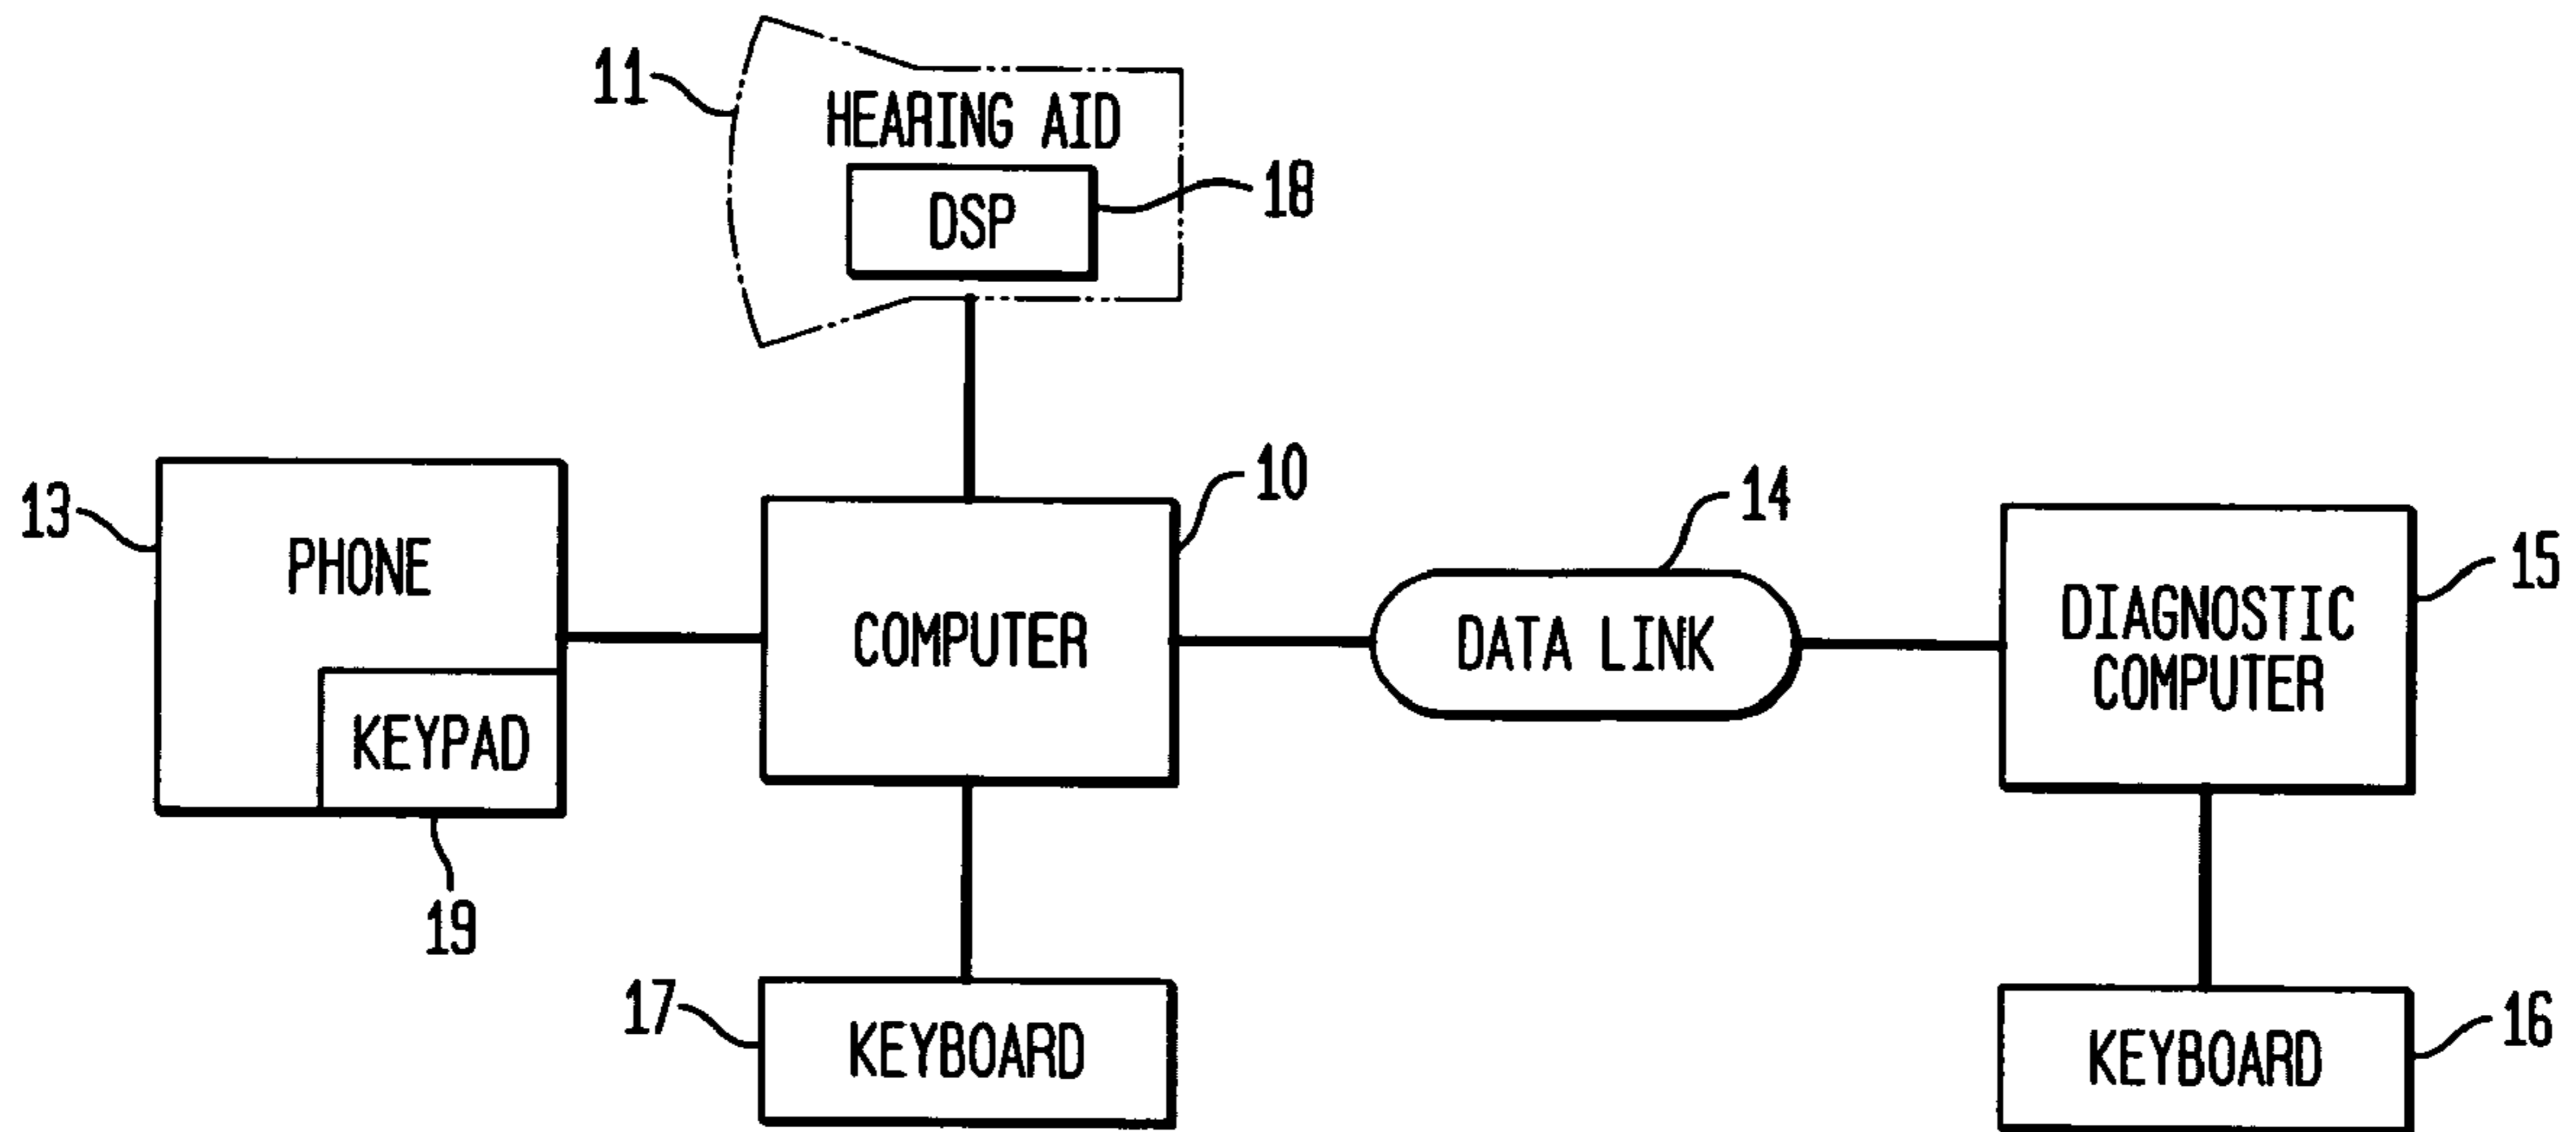 11
HEARING AID
DSP
18
13
PHONE
KEYPAD
19
10
COMPUTER
14
DATA LINK
15
DIAGNOSTIC
COMPUTER
17
KEYBOARD
16
KEYBOARD